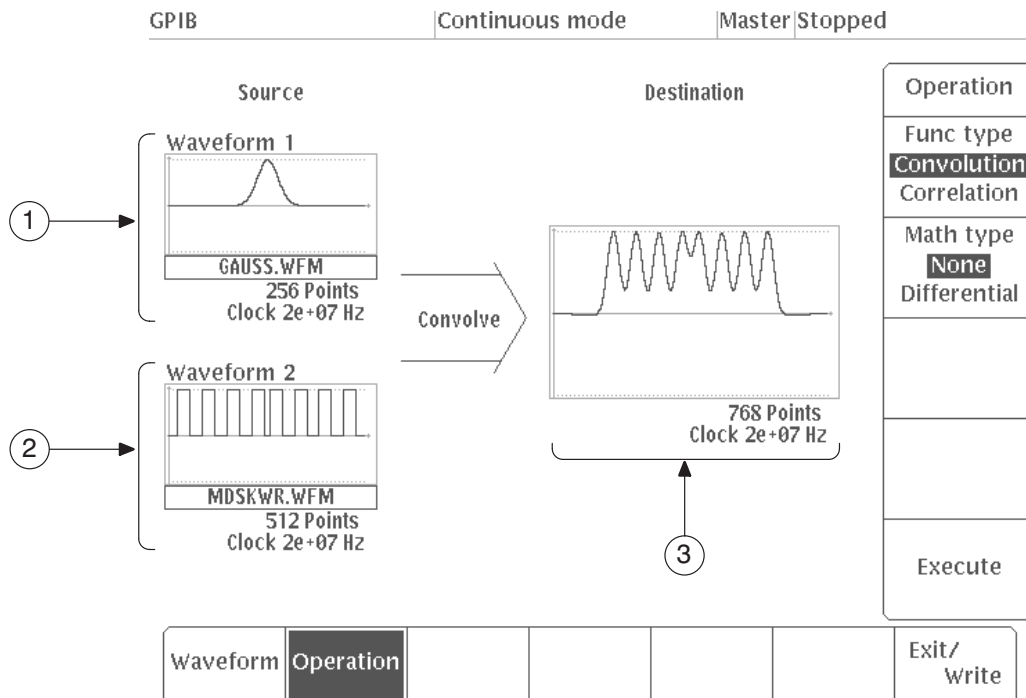 GPIB
Continuous mode
Master
Stopped
Source
Destination
Waveform 1
GAUSS.WFM
256 Points
Clock 2e+07 Hz
1
Convolve
Waveform 2
MDSKWR.WFM
512 Points
Clock 2e+07 Hz
2
768 Points
Clock 2e+07 Hz
3
Operation
Func type
Convolution
Correlation
Math type
None
Differential
Execute
Waveform
Operation
Exit/
Write